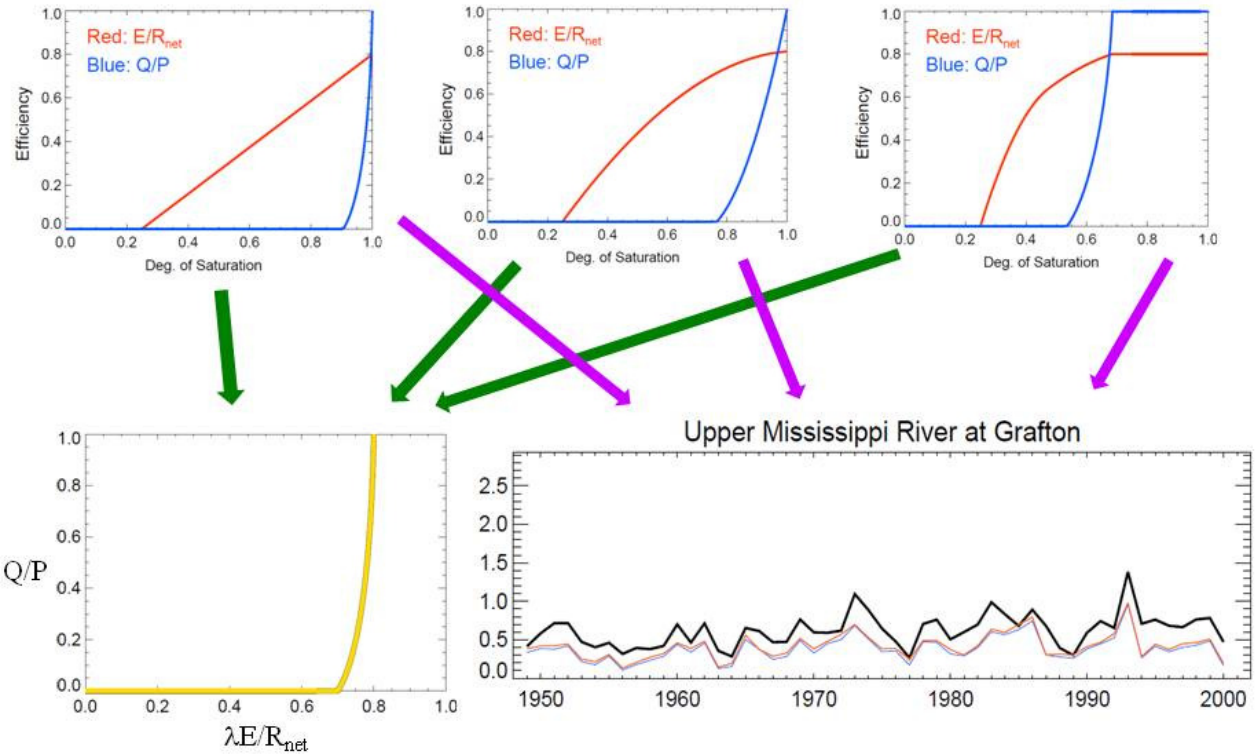 Red: E/Rnet
Blue: Q/P
Efficiency
1.0
0.8
0.6
0.4
0.2
0.0
0.0 0.2 0.4 0.6 0.8 1.0
Deg. of Saturation
Red: E/Rnet
Blue: Q/P
Efficiency
1.0
0.8
0.6
0.4
0.2
0.0
0.0 0.2 0.4 0.6 0.8 1.0
Deg. of Saturation
Red: E/Rnet
Blue: Q/P
Efficiency
1.0
0.8
0.6
0.4
0.2
0.0
0.0 0.2 0.4 0.6 0.8 1.0
Deg. of Saturation
Q/P
1.0
0.8
0.6
0.4
0.2
0.0
0.0 0.2 0.4 0.6 0.8 1.0
λE/Rnet
Upper Mississippi River at Grafton
2.5
2.0
1.5
1.0
0.5
0.0
1950 1960 1970 1980 1990 2000